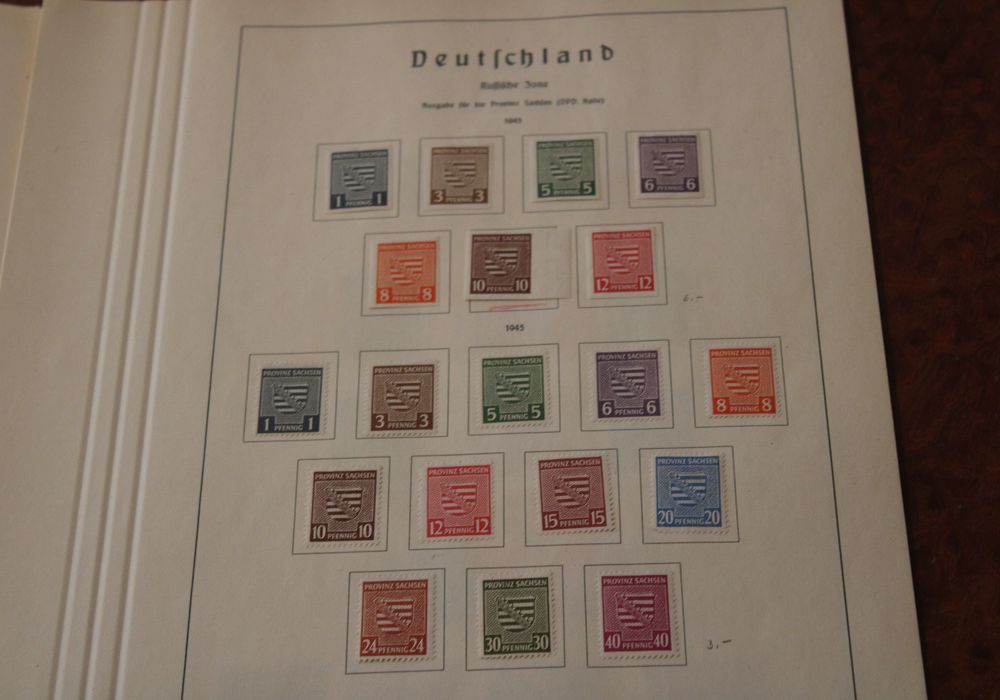 Deutſchland
Ruſſiſche Zone
Ausgabe für die Provinz Sachſen (OPD. Halle)
1945
PROVINZ SACHSEN 1 1 PFENNIG
PROVINZ SACHSEN 3 3 PFENNIG
PROVINZ SACHSEN 5 5 PFENNIG
PROVINZ SACHSEN 6 6 PFENNIG
PROVINZ SACHSEN 8 8 PFENNIG
PROVINZ SACHSEN 10 10 PFENNIG
PROVINZ SACHSEN 12 12 PFENNIG
6,–
1945
PROVINZ SACHSEN 1 1 PFENNIG
PROVINZ SACHSEN 3 3 PFENNIG
PROVINZ SACHSEN 5 5 PFENNIG
PROVINZ SACHSEN 6 6 PFENNIG
PROVINZ SACHSEN 8 8 PFENNIG
PROVINZ SACHSEN 10 10 PFENNIG
PROVINZ SACHSEN 12 12 PFENNIG
PROVINZ SACHSEN 15 15 PFENNIG
PROVINZ SACHSEN 20 20 PFENNIG
PROVINZ SACHSEN 24 24 PFENNIG
PROVINZ SACHSEN 30 30 PFENNIG
PROVINZ SACHSEN 40 40 PFENNIG
3,–